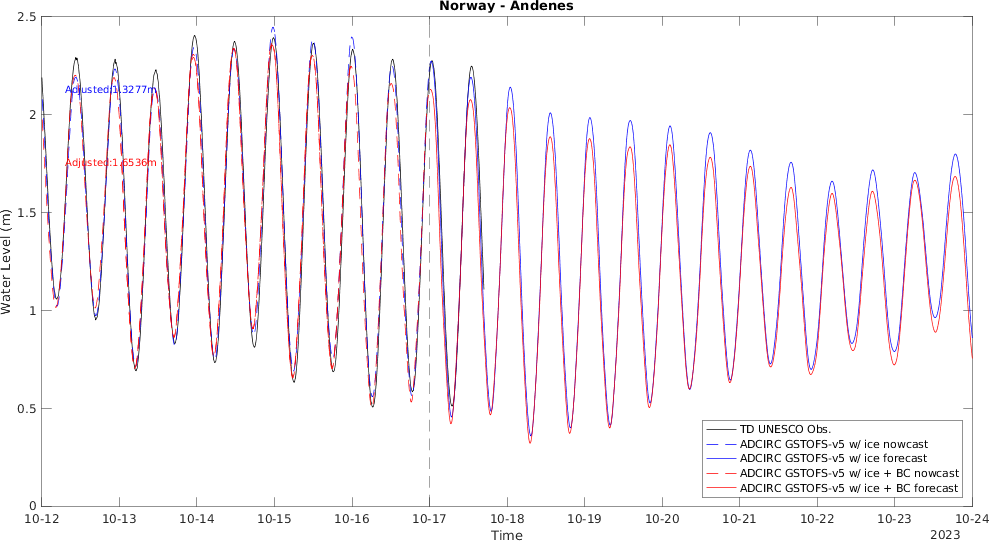 Norway - Andenes
2.5
2
1.5
1
0.5
0
Water Level (m)
Adjusted:1.3277m
Adjusted:1.6536m
TD UNESCO Obs.
ADCIRC GSTOFS-v5 w/ ice nowcast
ADCIRC GSTOFS-v5 w/ ice forecast
ADCIRC GSTOFS-v5 w/ ice + BC nowcast
ADCIRC GSTOFS-v5 w/ ice + BC forecast
10-12 10-13 10-14 10-15 10-16 10-17 10-18 10-19 10-20 10-21 10-22 10-23 10-24
Time
2023